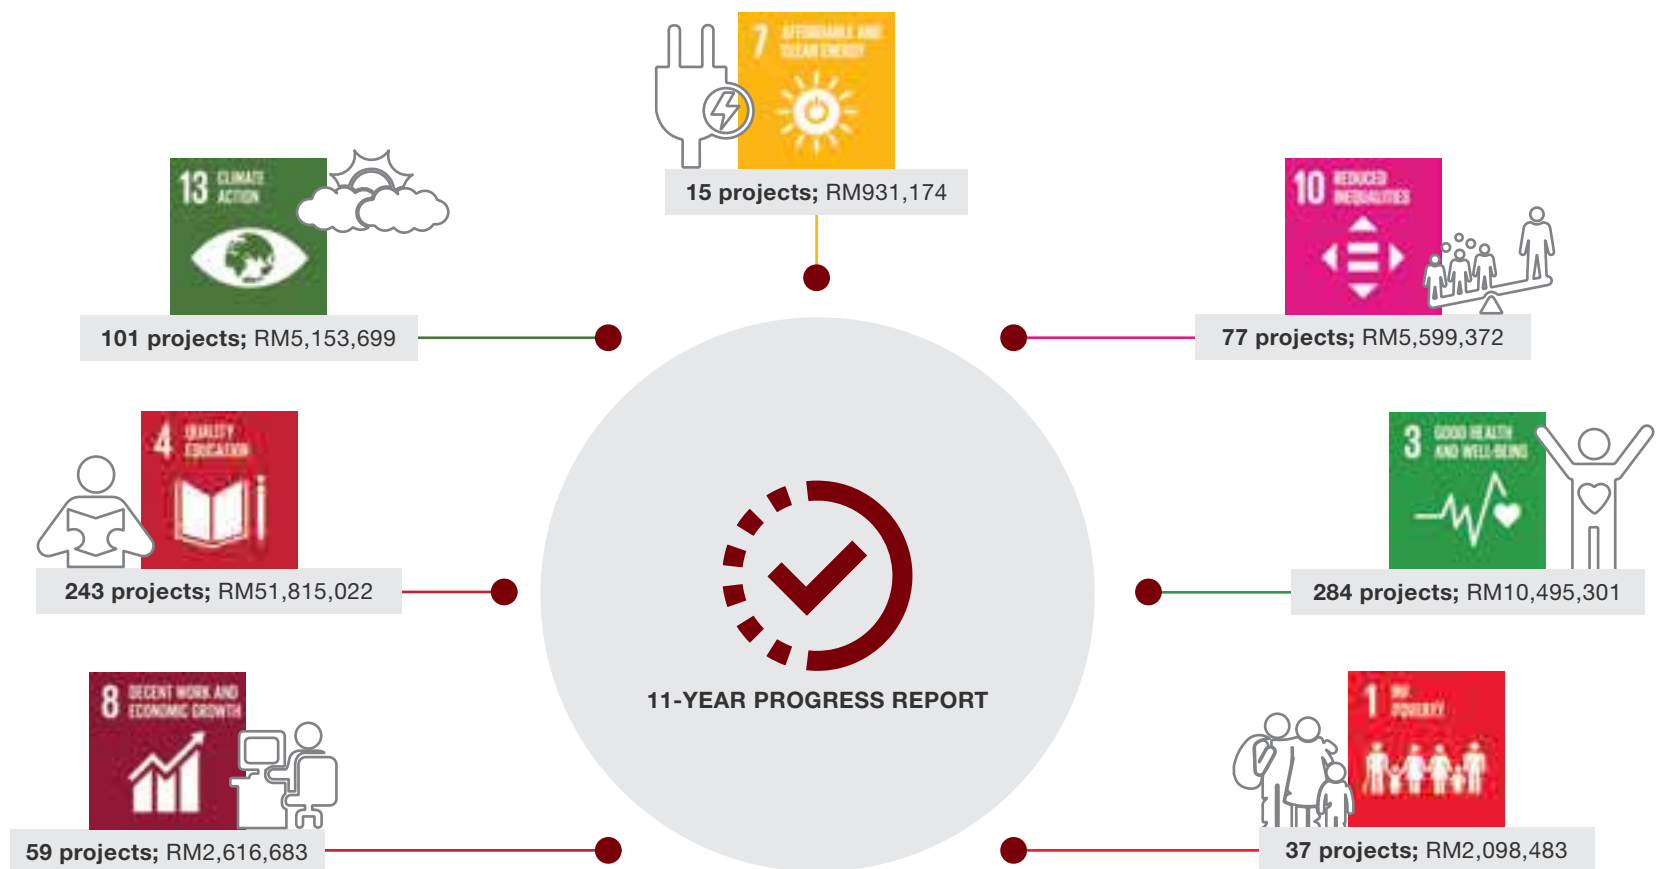 7 AFFORDABLE AND
CLEAN ENERGY
15 projects; RM931,174
13 CLIMATE
ACTION
101 projects; RM5,153,699
10 REDUCED
INEQUALITIES
77 projects; RM5,599,372
4 QUALITY
EDUCATION
243 projects; RM51,815,022
3 GOOD HEALTH
AND WELL-BEING
284 projects; RM10,495,301
11-YEAR PROGRESS REPORT
8 DECENT WORK AND
ECONOMIC GROWTH
59 projects; RM2,616,683
1 NO
POVERTY
37 projects; RM2,098,483